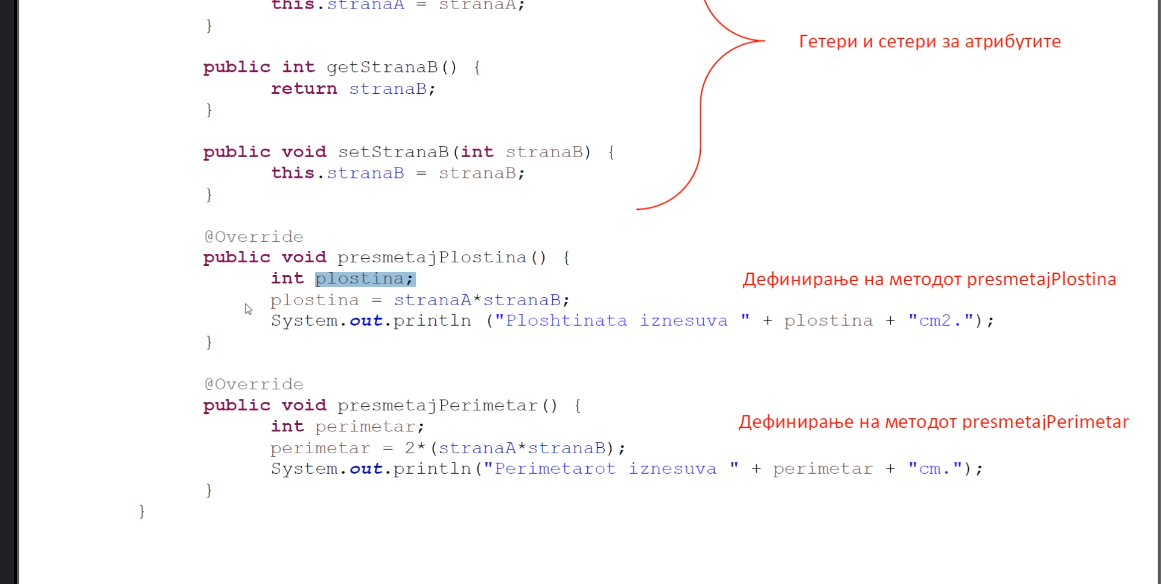 this.stranaA = stranaA;
}
Гетери и сетери за атрибутите
public int getStranaB() {
return stranaB;
}
public void setStranaB(int stranaB) {
this.stranaB = stranaB;
}
@Override
public void presmetajPlostina() {
int plostina;
Дефинирање на методот presmetajPlostina
plostina = stranaA*stranaB;
System.out.println ("Ploshtinata iznesuva " + plostina + "cm2.");
}
@Override
public void presmetajPerimetar() {
int perimetar;
Дефинирање на методот presmetajPerimetar
perimetar = 2*(stranaA*stranaB);
System.out.println("Perimetarot iznesuva " + perimetar + "cm.");
}
}